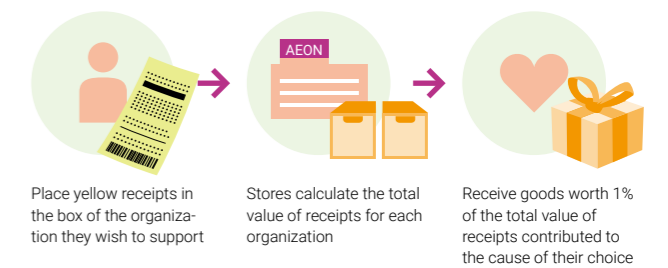 AEON
Place yellow receipts in
the box of the organiza-
tion they wish to support
Stores calculate the total
value of receipts for each
organization
Receive goods worth 1%
of the total value of
receipts contributed to
the cause of their choice